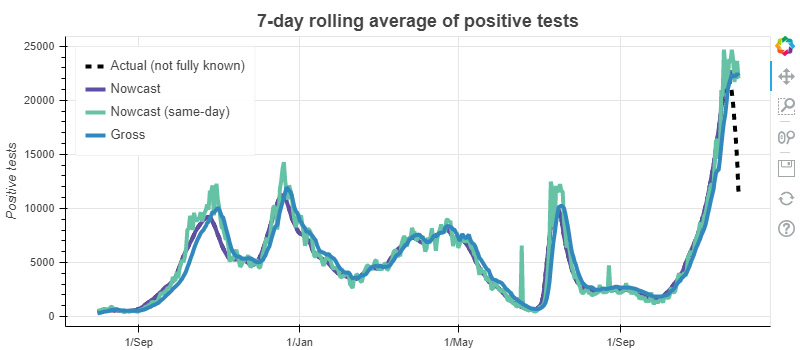 7-day rolling average of positive tests
25000
20000
15000
10000
5000
0
Positive tests
Actual (not fully known)
Nowcast
Nowcast (same-day)
Gross
1/Sep
1/Jan
1/May
1/Sep